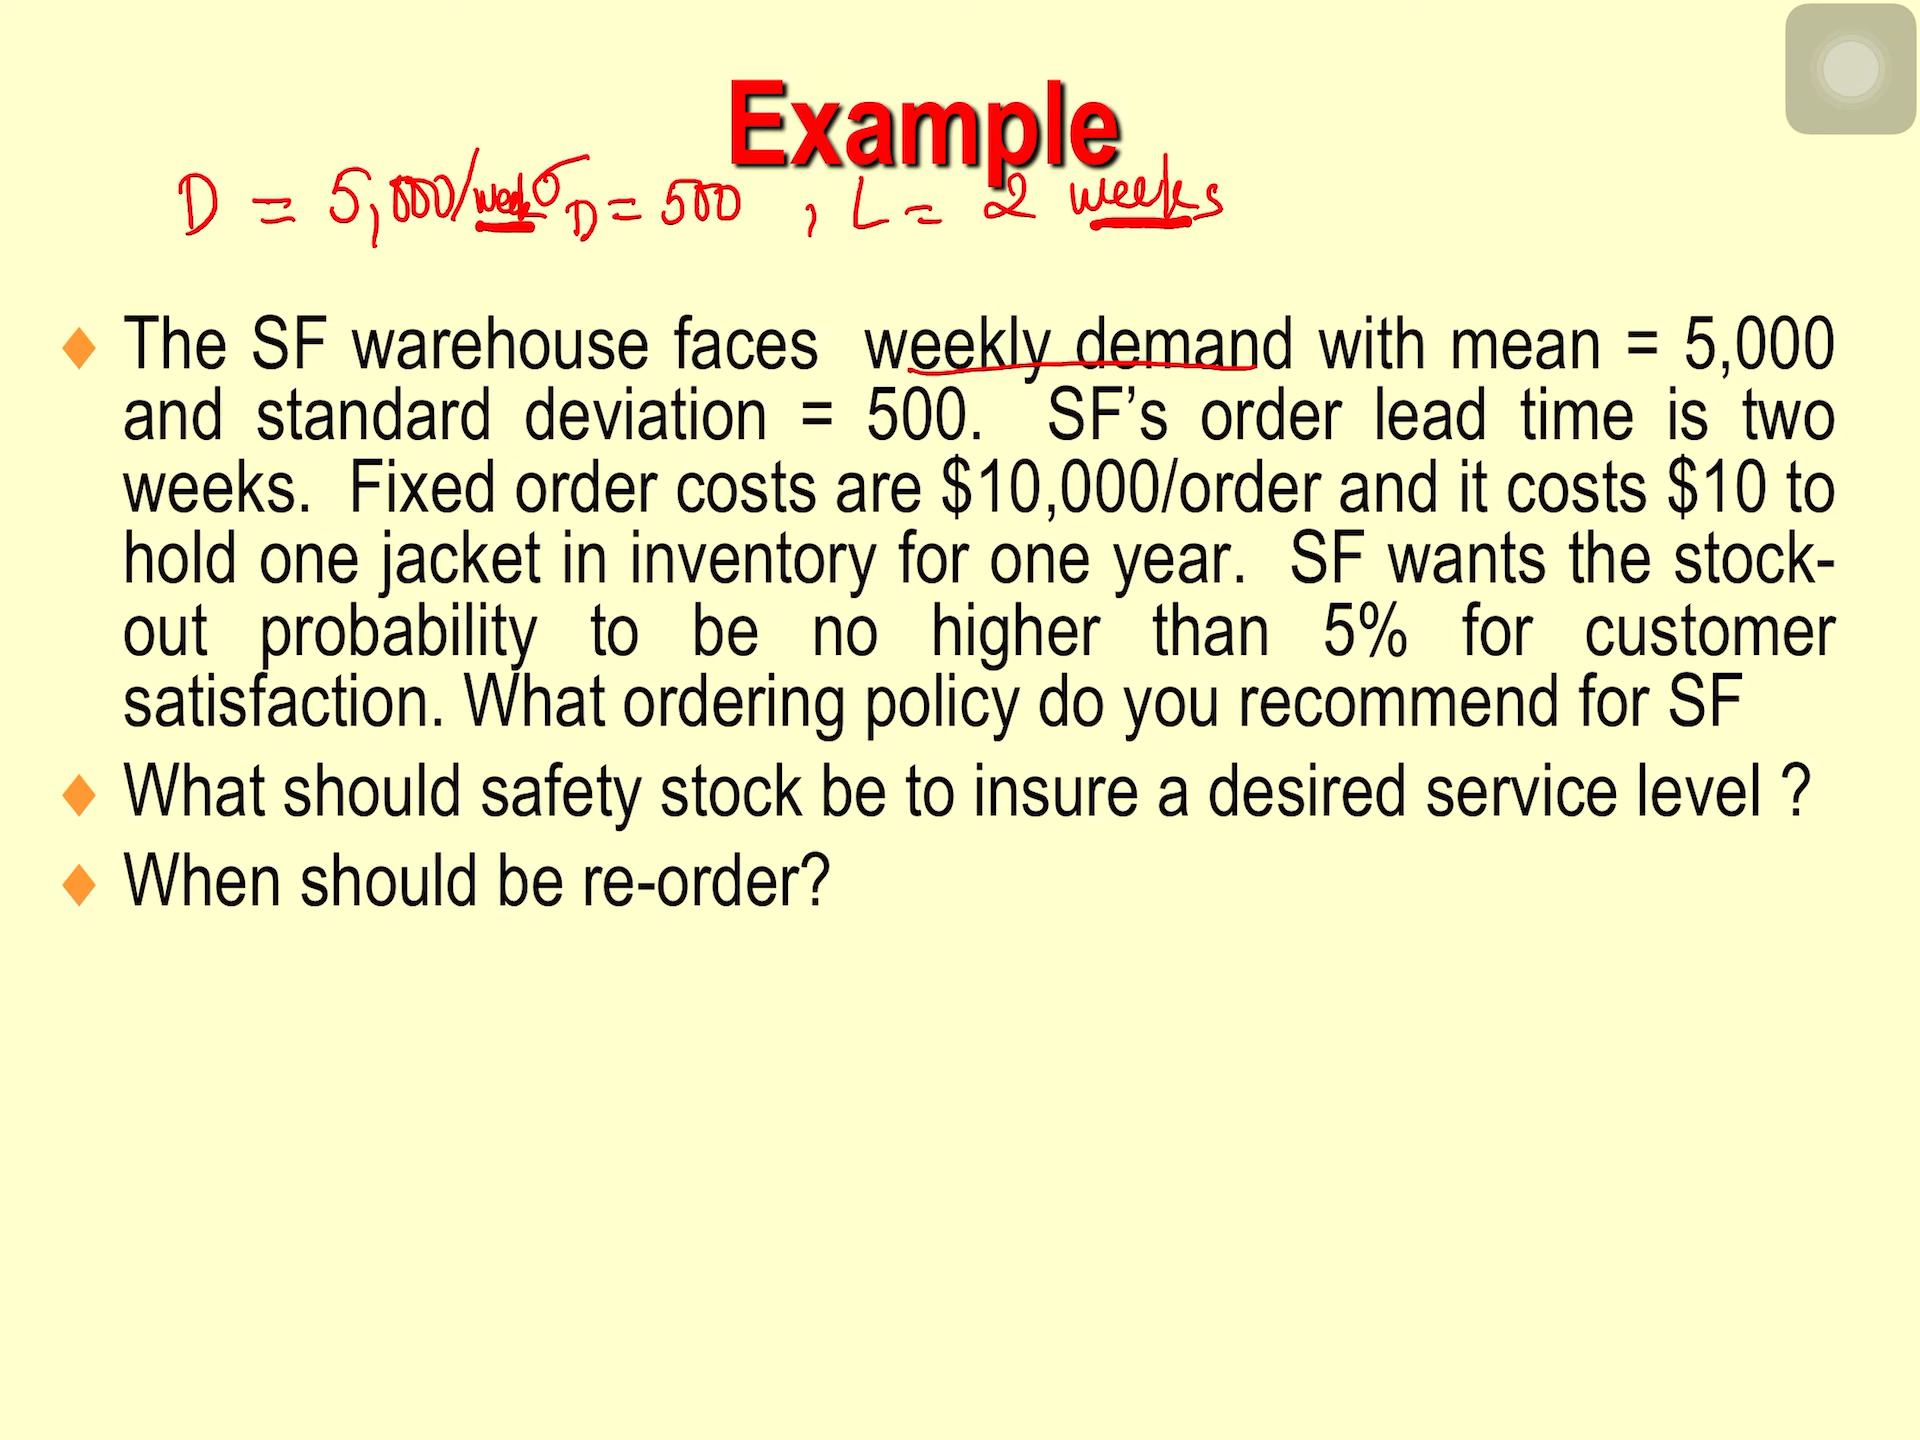 Example
D = 5,000/week σD = 500 , L = 2 weeks
The SF warehouse faces weekly demand with mean = 5,000
and standard deviation = 500. SF’s order lead time is two
weeks. Fixed order costs are $10,000/order and it costs $10 to
hold one jacket in inventory for one year. SF wants the stock-
out probability to be no higher than 5% for customer
satisfaction. What ordering policy do you recommend for SF
What should safety stock be to insure a desired service level ?
When should be re-order?